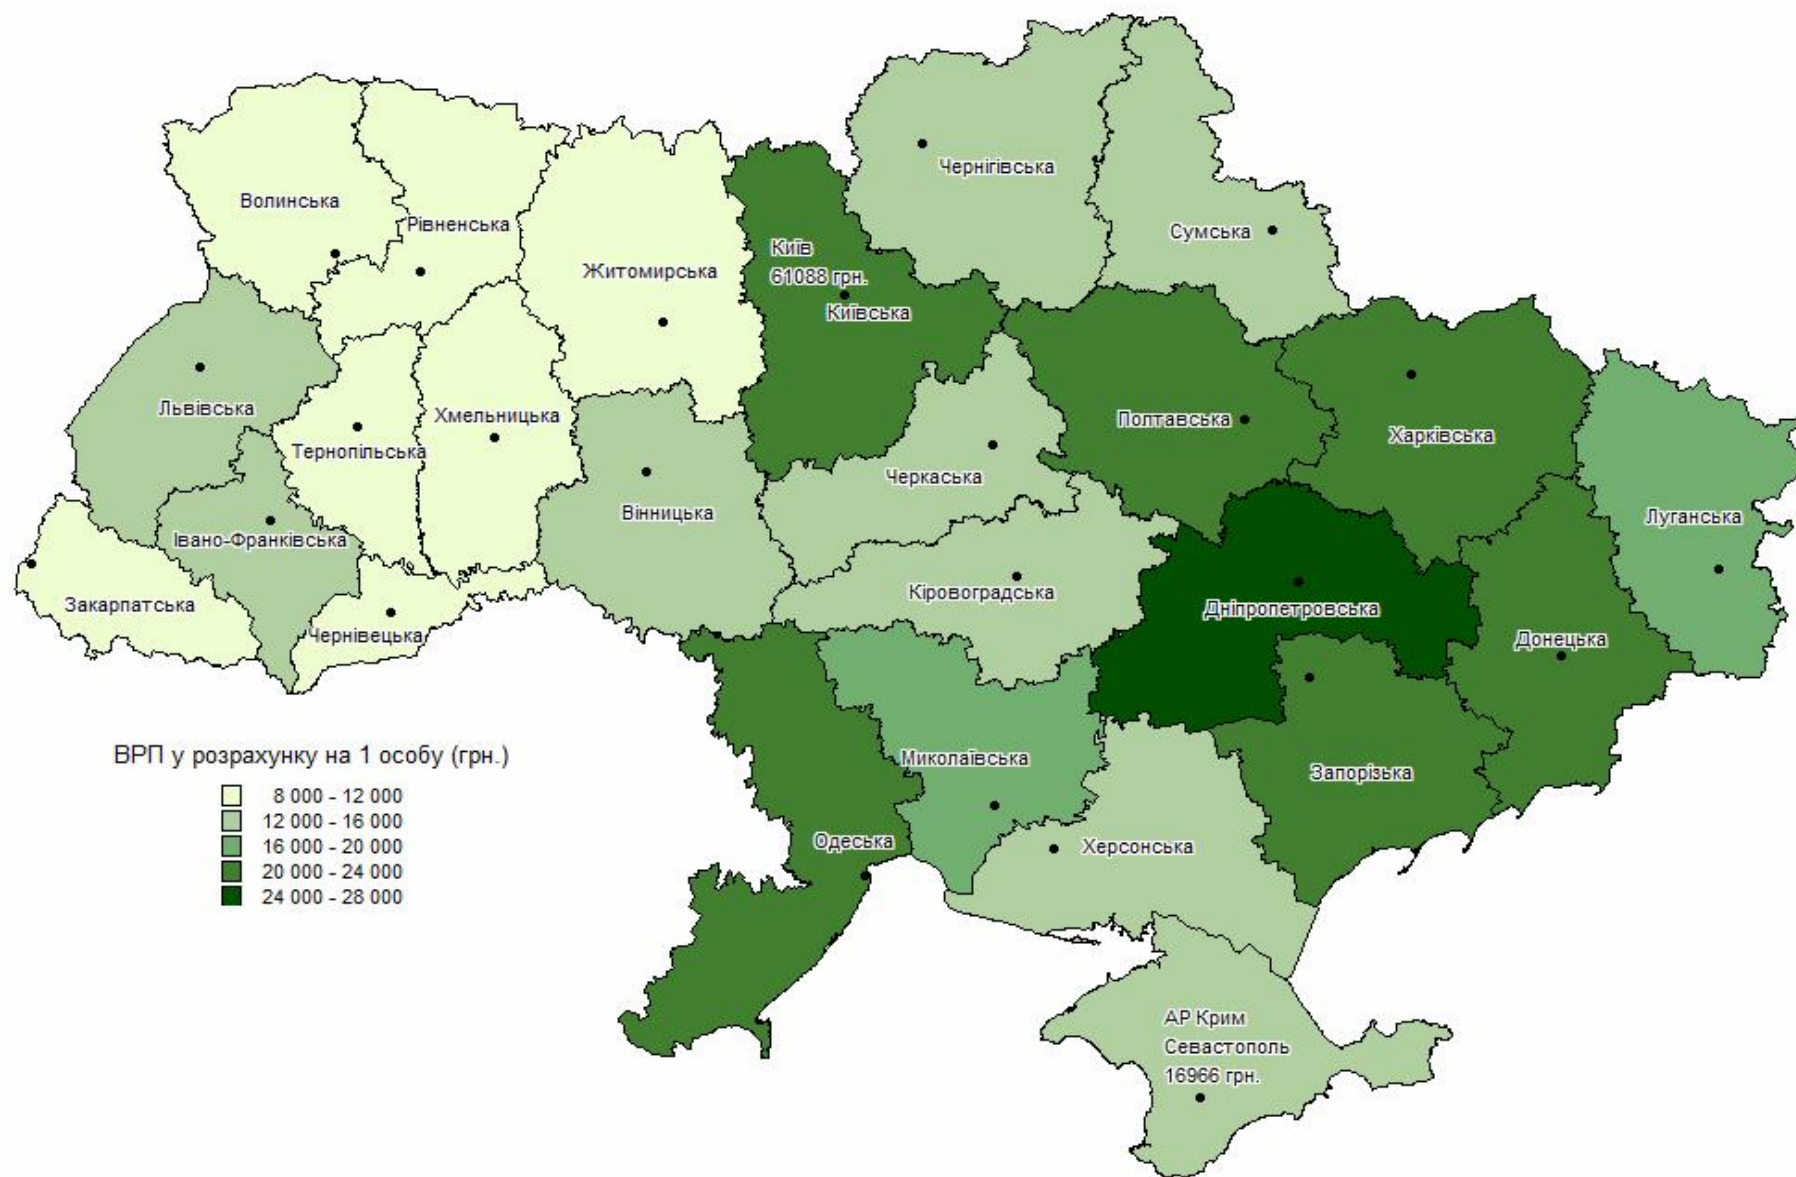 Чернігівська
Волинська
Рівненська
Сумська
Київ
61088 грн.
Житомирська
Київська
Львівська
Хмельницька
Тернопільська
Полтавська
Харківська
Черкаська
Вінницька
Луганська
Івано-Франківська
Кіровоградська
Закарпатська
Чернівецька
Дніпропетровська
Донецька
ВРП у розрахунку на 1 особу (грн.)
8 000 - 12 000
12 000 - 16 000
16 000 - 20 000
20 000 - 24 000
24 000 - 28 000
Миколаївська
Запорізька
Одеська
Херсонська
АР Крим
Севастополь
16966 грн.